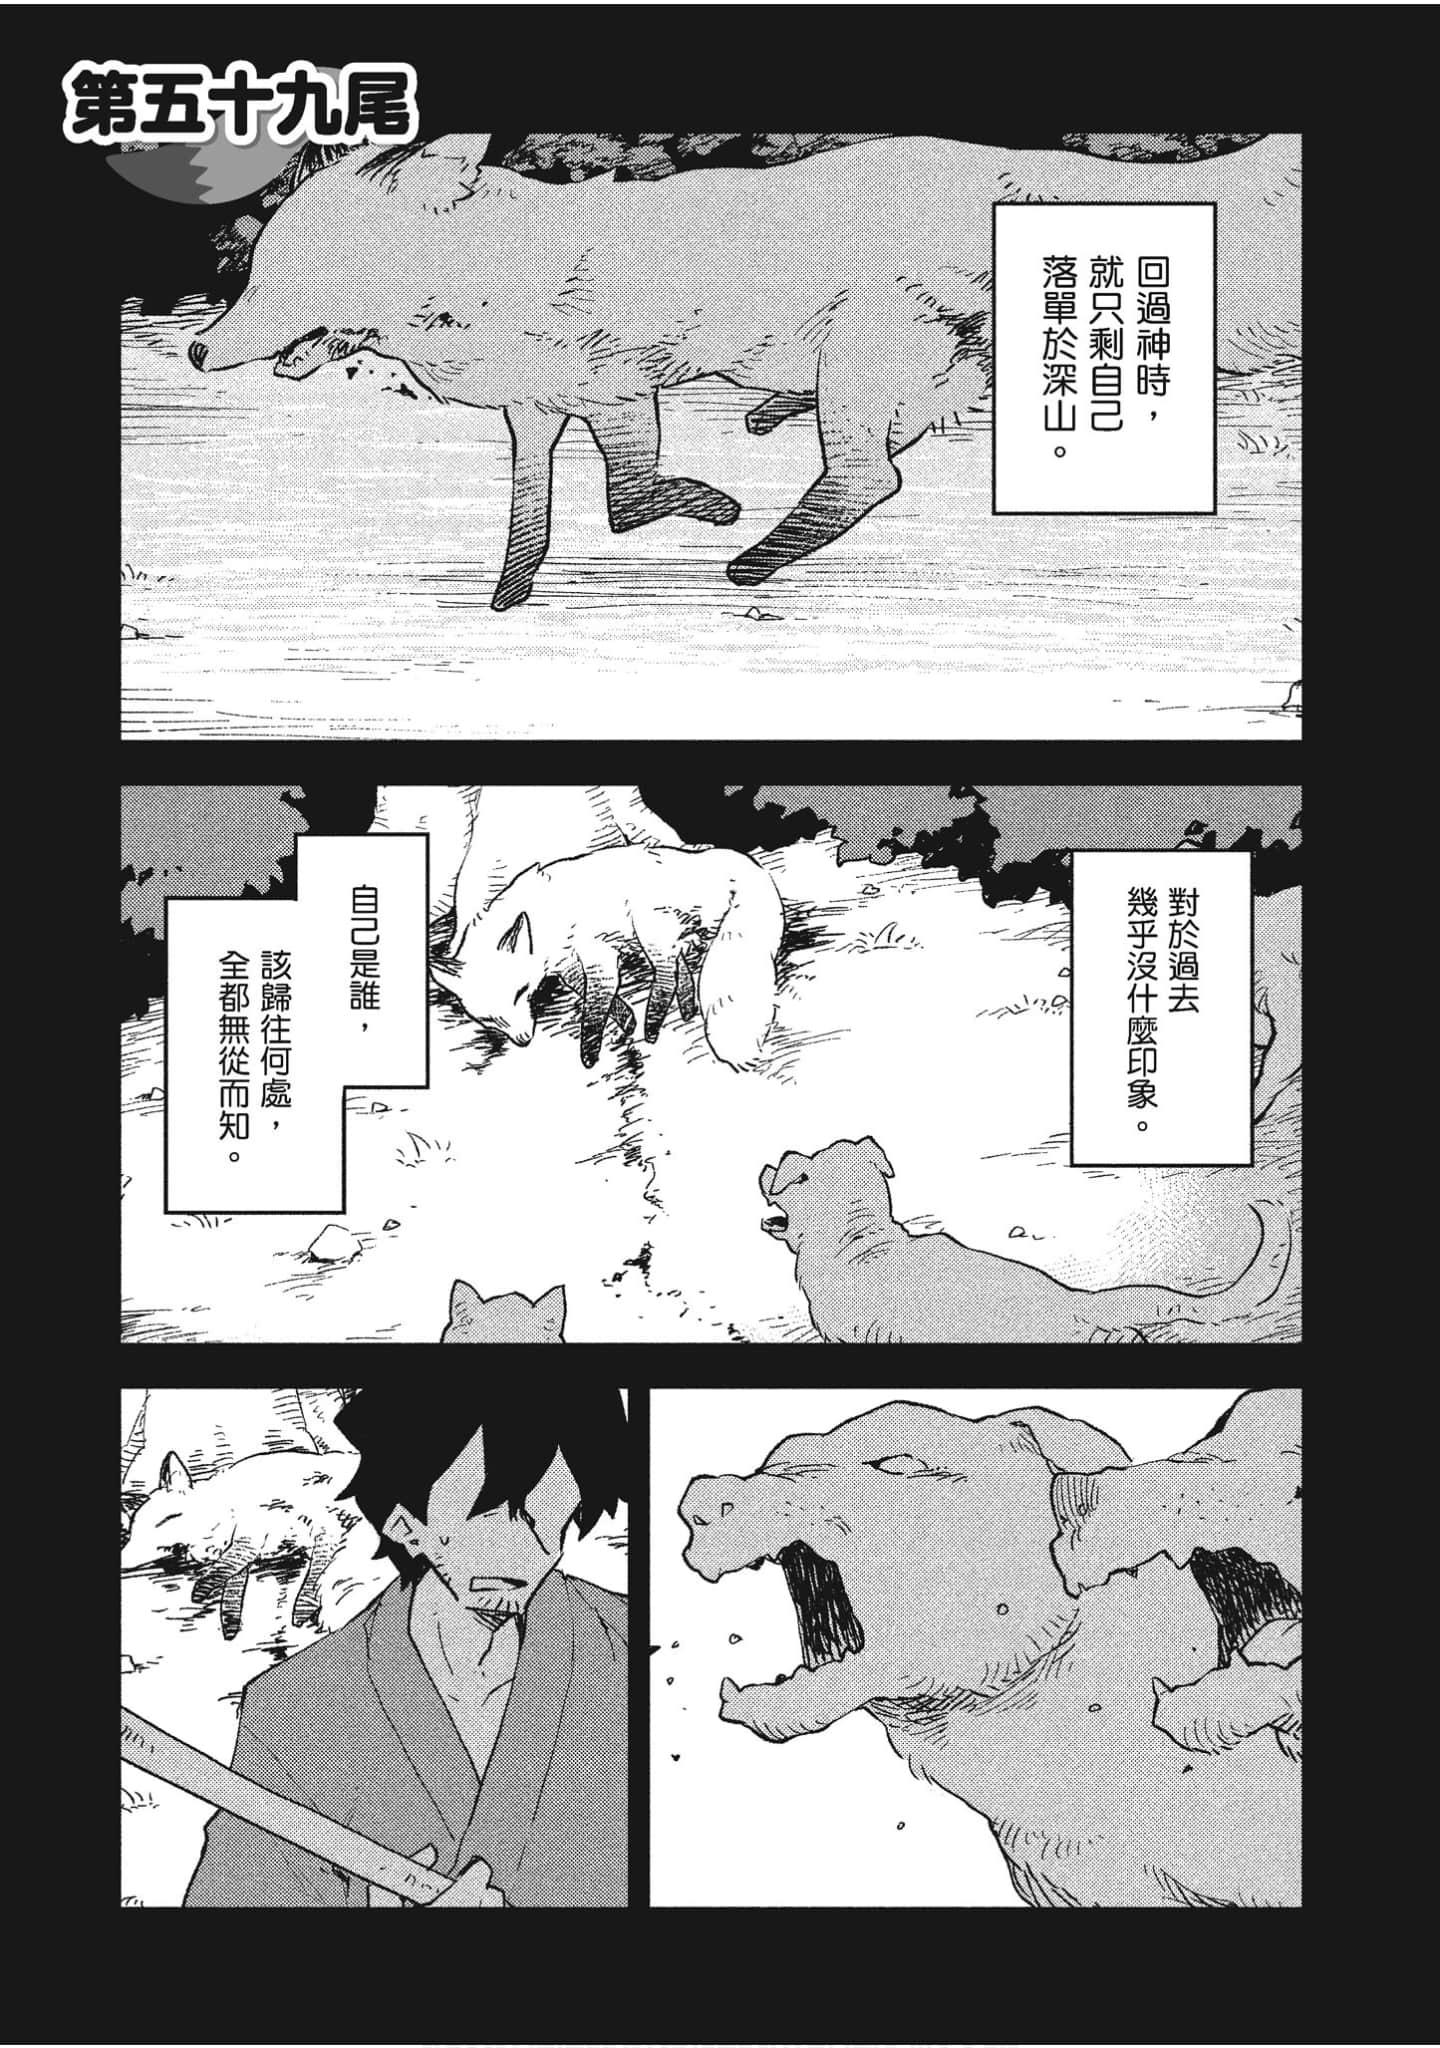 第五十九尾
回過神時，
就只剩自己
落單於深山。
對於過去
幾乎沒什麼印象。
自己是誰，
該歸往何處，
全都無從而知。